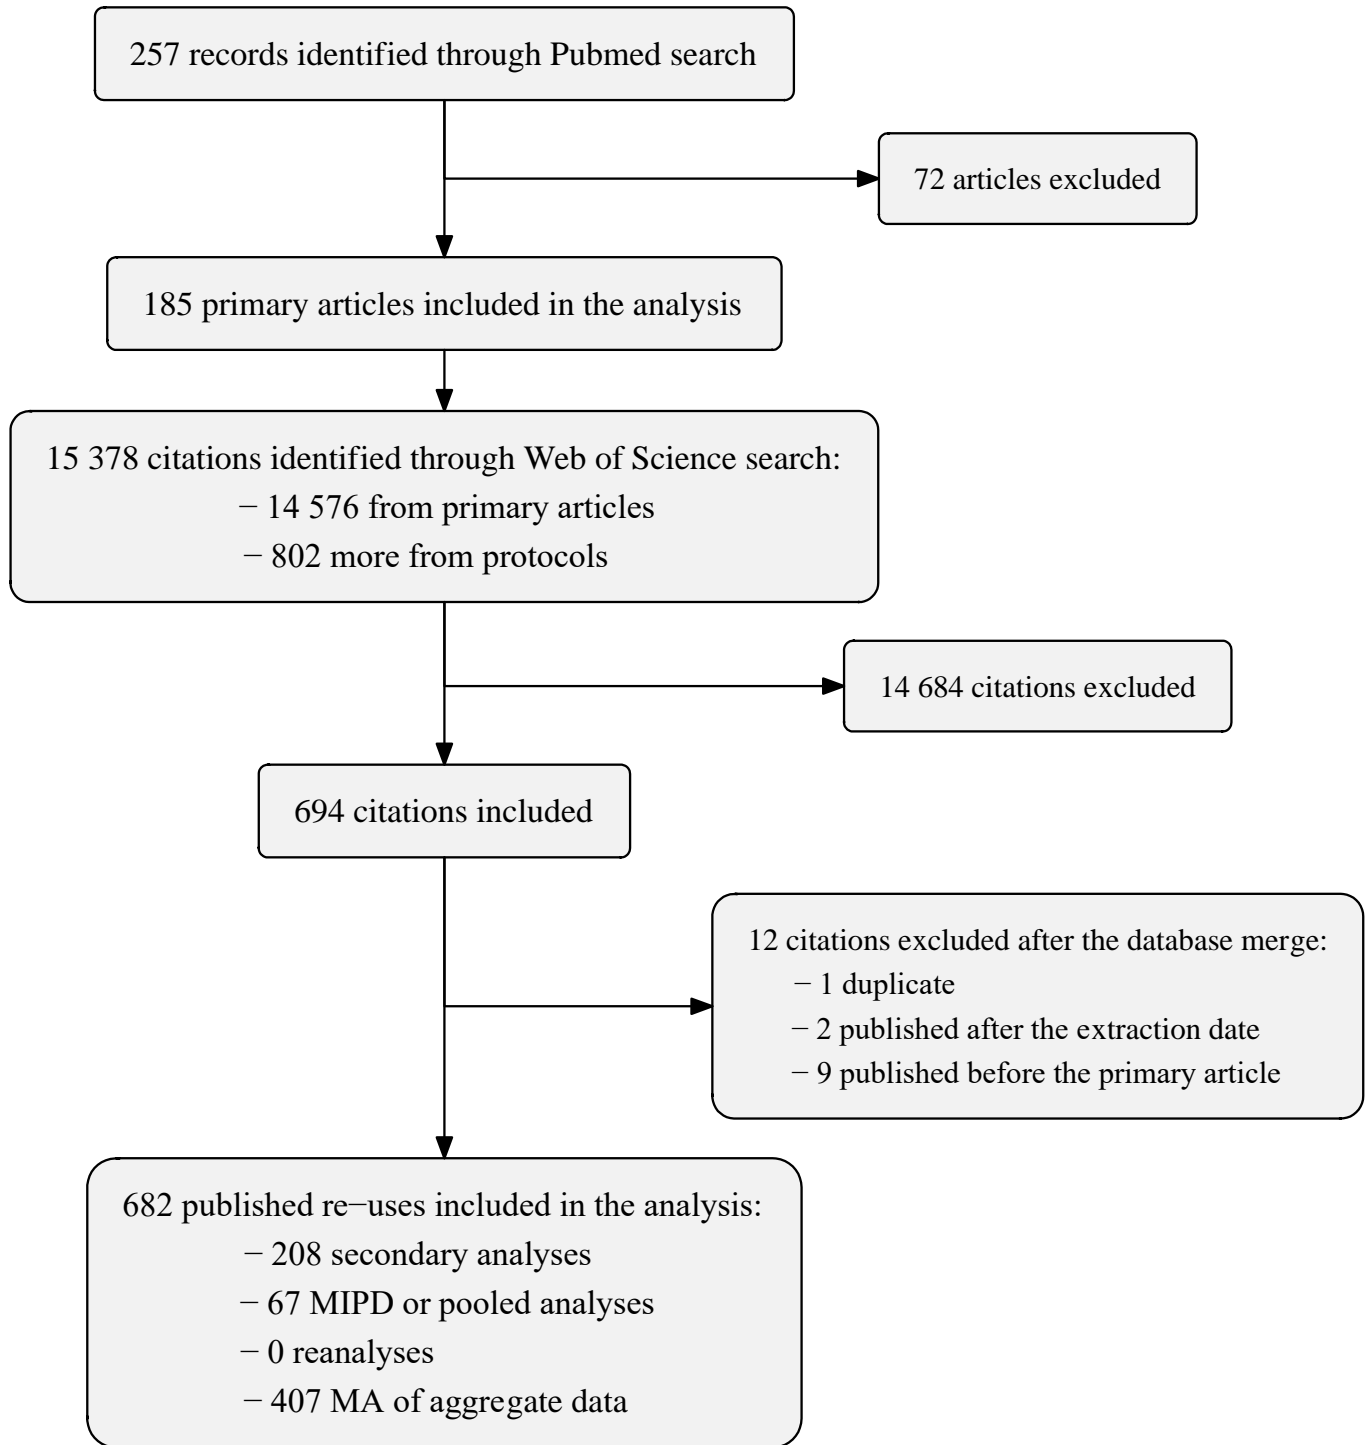 257 records identified through Pubmed search
72 articles excluded
185 primary articles included in the analysis
15 378 citations identified through Web of Science search:
− 14 576 from primary articles
− 802 more from protocols
14 684 citations excluded
694 citations included
12 citations excluded after the database merge:
− 1 duplicate
− 2 published after the extraction date
− 9 published before the primary article
682 published re−uses included in the analysis:
− 208 secondary analyses
− 67 MIPD or pooled analyses
− 0 reanalyses
− 407 MA of aggregate data